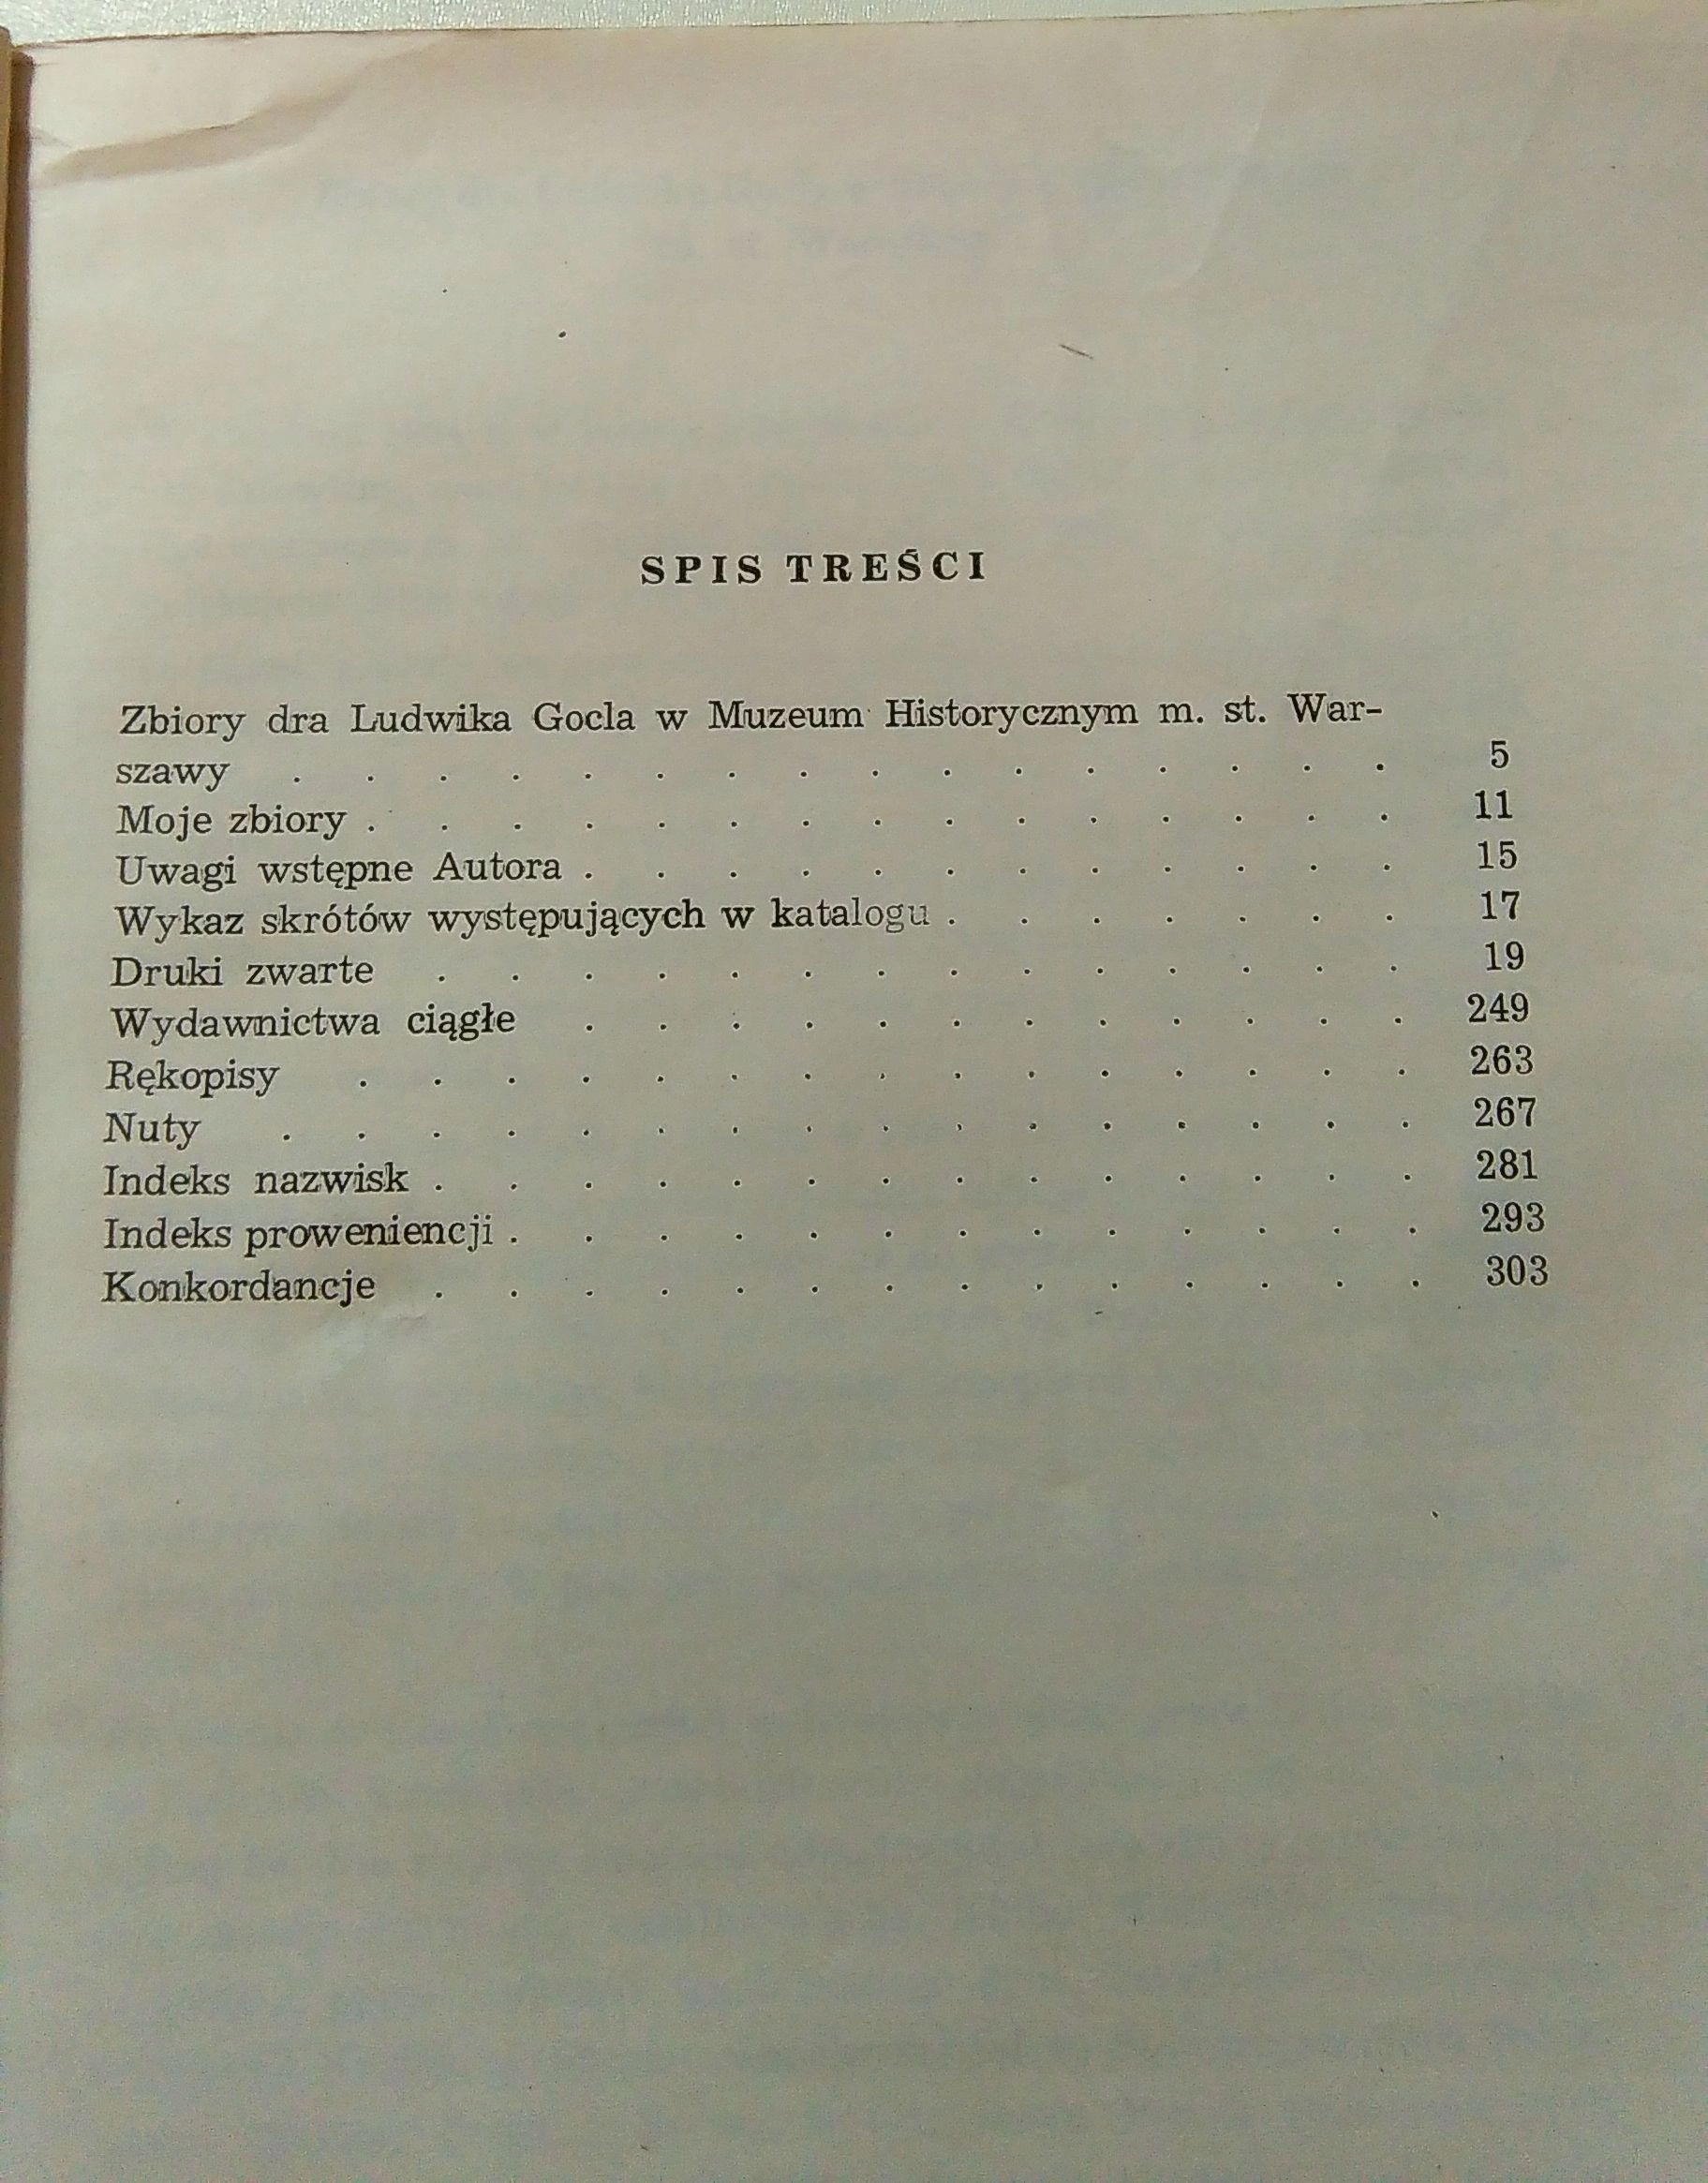 SPIS TREŚCI
Zbiory dra Ludwika Gocla w Muzeum Historycznym m. st. War-
szawy . . . . . . . . . . . . . . . . 5
Moje zbiory . . . . . . . . . . . . . . . 11
Uwagi wstępne Autora . . . . . . . . . . . . 15
Wykaz skrótów występujących w katalogu . . . . . . . 17
Druki zwarte . . . . . . . . . . . . . . 19
Wydawnictwa ciągłe . . . . . . . . . . . . 249
Rękopisy . . . . . . . . . . . . . . . 263
Nuty . . . . . . . . . . . . . . . . 267
Indeks nazwisk . . . . . . . . . . . . . . 281
Indeks proweniencji . . . . . . . . . . . . . 293
Konkordancje . . . . . . . . . . . . . . 303